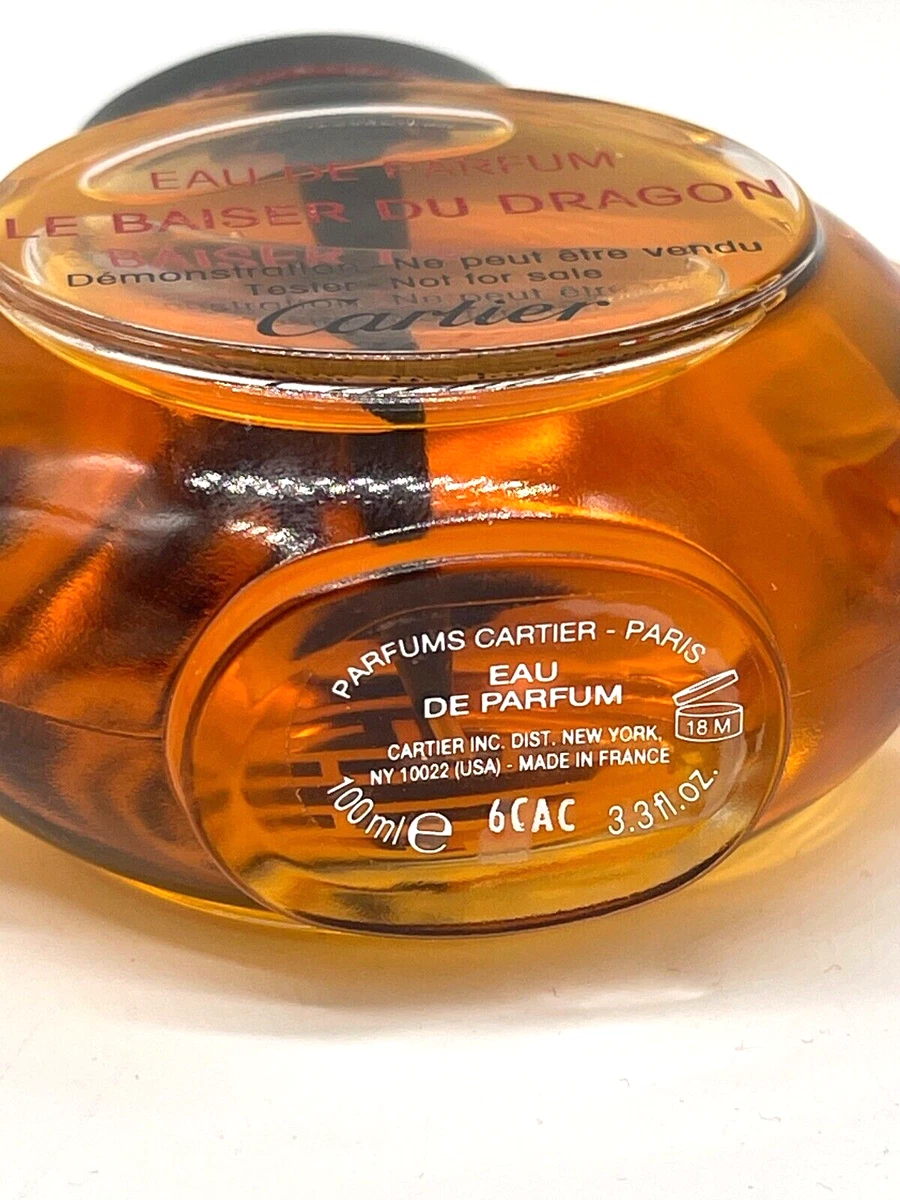 EAU DE PARFUM
LE BAISER DU DRAGON
Démonstration - Ne peut être vendu
Tester - Not for sale
Cartier
PARFUMS CARTIER - PARIS
EAU
DE PARFUM
18 M
CARTIER INC. DIST. NEW YORK,
NY 10022 (USA) - MADE IN FRANCE
100ml e 6CAC 3.3fl.oz.